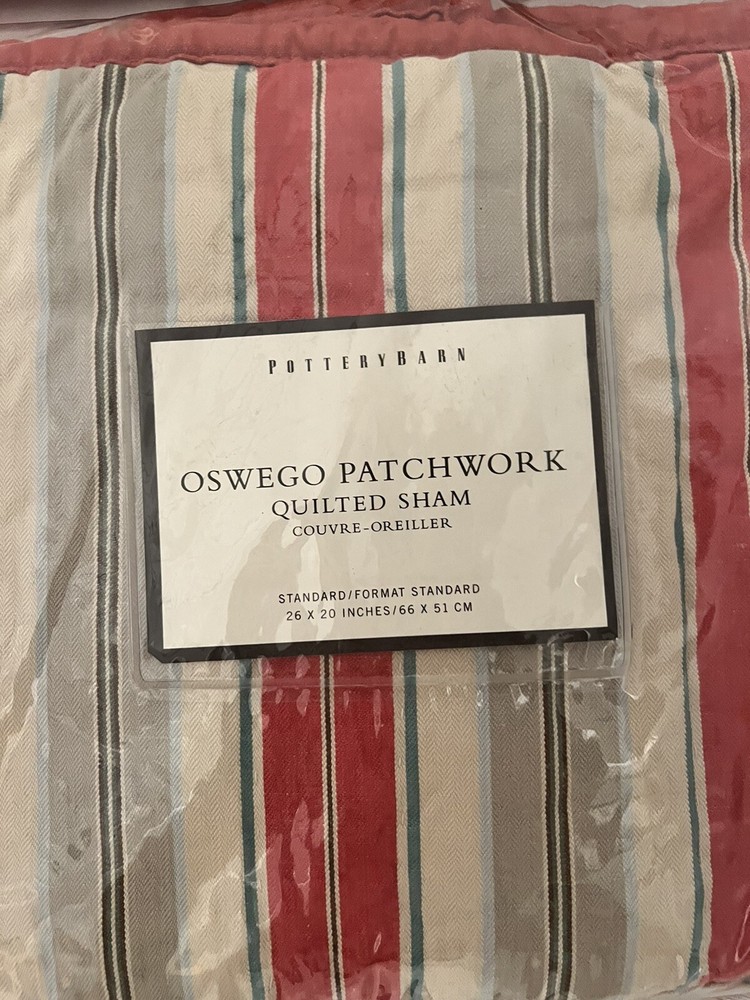 POTTERYBARN
OSWEGO PATCHWORK
QUILTED SHAM
COUVRE-OREILLER
STANDARD/FORMAT STANDARD
26 X 20 INCHES/66 X 51 CM